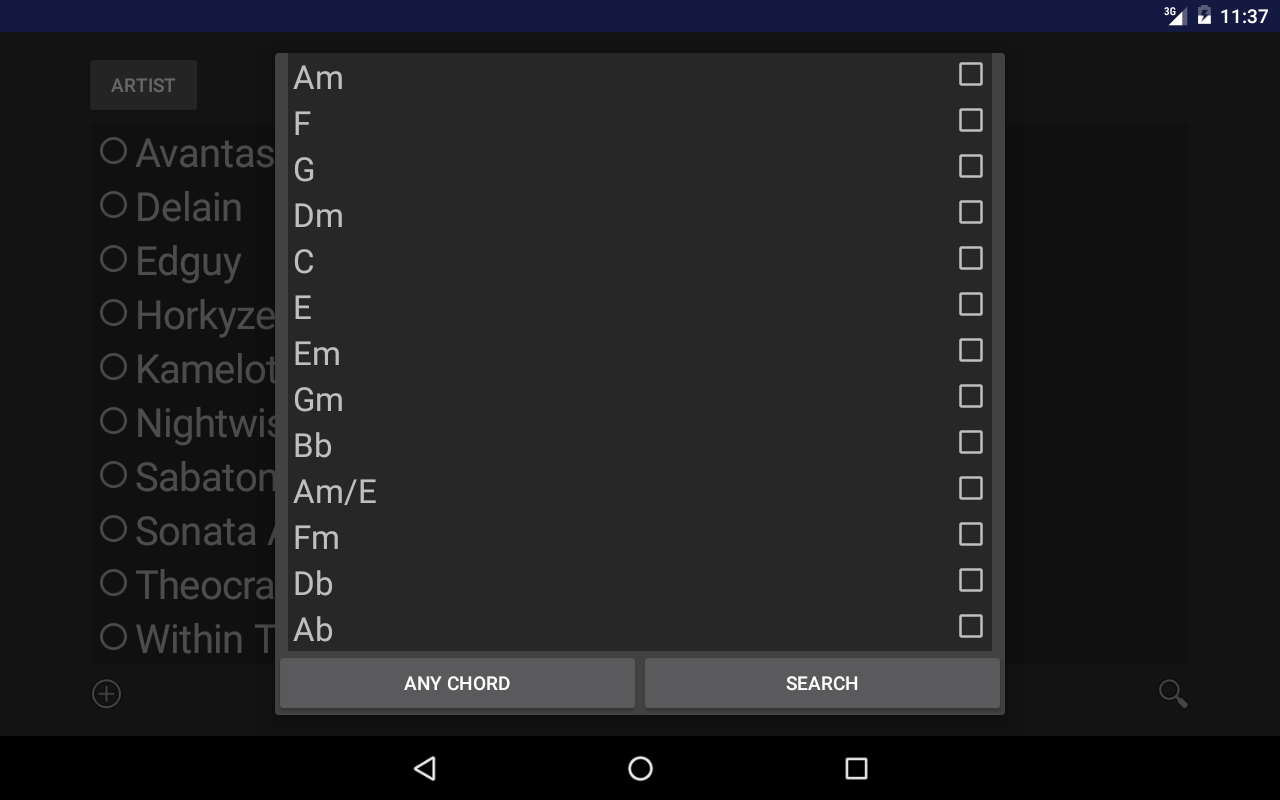 3G 11:37
ARTIST
Avantas
Delain
Edguy
Horkyze
Kamelot
Nightwis
Sabaton
Sonata
Theocra
Within T
Am
F
G
Dm
C
E
Em
Gm
Bb
Am/E
Fm
Db
Ab
ANY CHORD
SEARCH